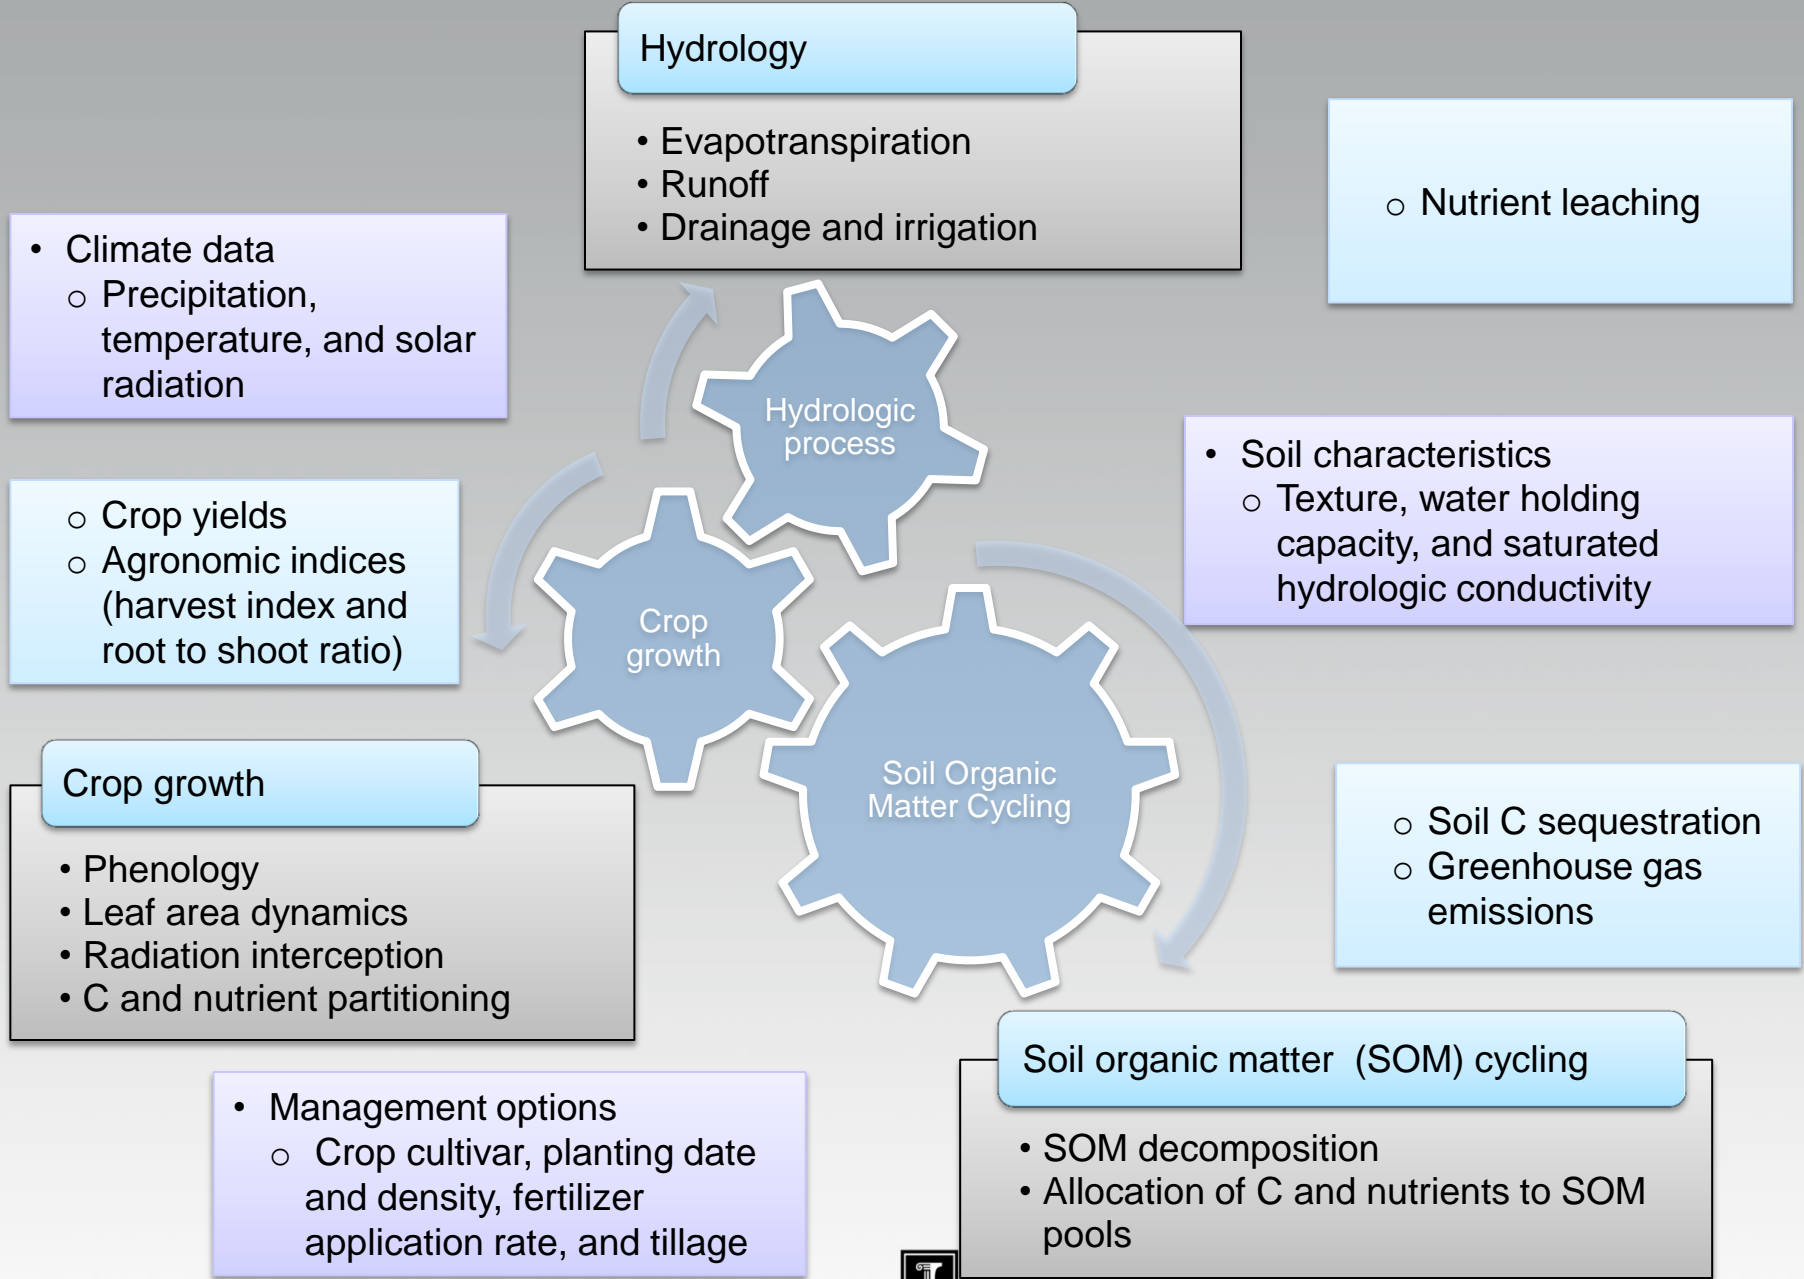 Hydrology
• Evapotranspiration
• Runoff
• Drainage and irrigation
○ Nutrient leaching
• Climate data
○ Precipitation,
temperature, and solar
radiation
Hydrologic
process
• Soil characteristics
○ Texture, water holding
capacity, and saturated
hydrologic conductivity
○ Crop yields
○ Agronomic indices
(harvest index and
root to shoot ratio)
Crop
growth
Soil Organic
Matter Cycling
Crop growth
• Phenology
• Leaf area dynamics
• Radiation interception
• C and nutrient partitioning
○ Soil C sequestration
○ Greenhouse gas
emissions
Soil organic matter (SOM) cycling
• SOM decomposition
• Allocation of C and nutrients to SOM
pools
• Management options
○ Crop cultivar, planting date
and density, fertilizer
application rate, and tillage